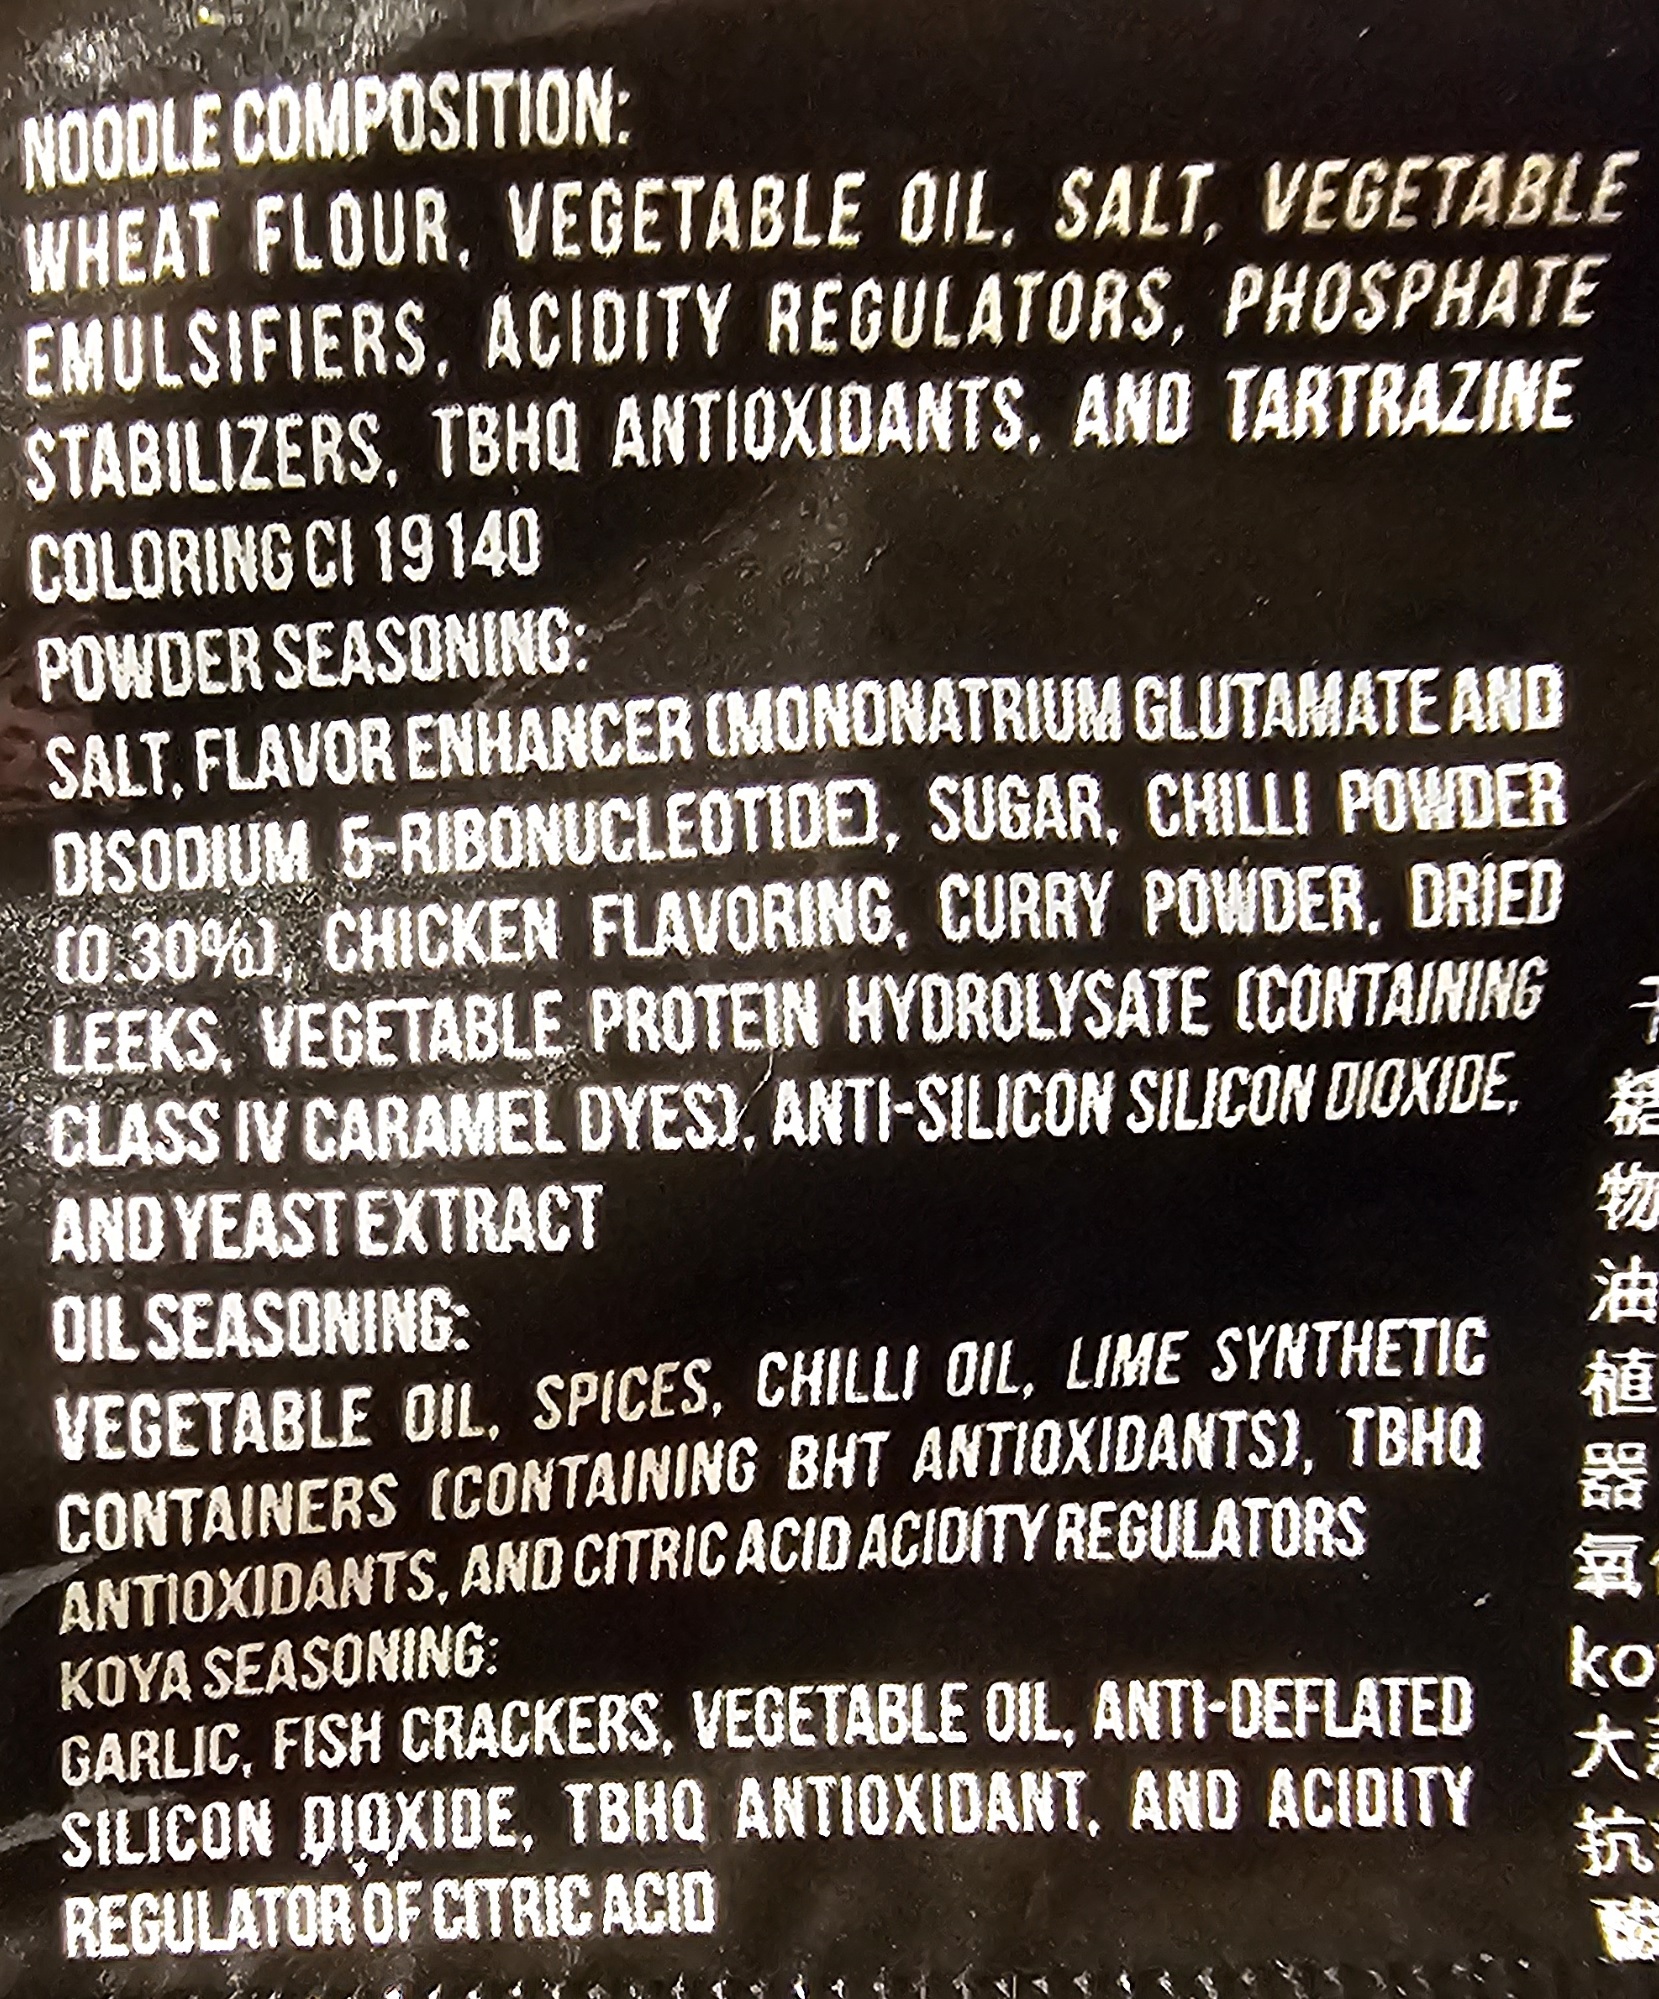 NOODLE COMPOSITION:
WHEAT FLOUR, VEGETABLE OIL, SALT, VEGETABLE
EMULSIFIERS, ACIDITY REGULATORS, PHOSPHATE
STABILIZERS, TBHQ ANTIOXIDANTS, AND TARTRAZINE
COLORING CI 19140
POWDER SEASONING:
SALT, FLAVOR ENHANCER (MONONATRIUM GLUTAMATE AND
DISODIUM 5-RIBONUCLEOTIDE), SUGAR, CHILLI POWDER
(0.30%), CHICKEN FLAVORING, CURRY POWDER, DRIED
LEEKS, VEGETABLE PROTEIN HYDROLYSATE (CONTAINING
CLASS IV CARAMEL DYES), ANTI-SILICON SILICON DIOXIDE,
AND YEAST EXTRACT
OIL SEASONING:
VEGETABLE OIL, SPICES, CHILLI OIL, LIME SYNTHETIC
CONTAINERS (CONTAINING BHT ANTIOXIDANTS), TBHQ
ANTIOXIDANTS, AND CITRIC ACID ACIDITY REGULATORS
KOYA SEASONING:
GARLIC, FISH CRACKERS, VEGETABLE OIL, ANTI-DEFLATED
SILICON DIOXIDE, TBHQ ANTIOXIDANT, AND ACIDITY
REGULATOR OF CITRIC ACID
糖
物
油
植
器
氧
ko
大
抗
酸